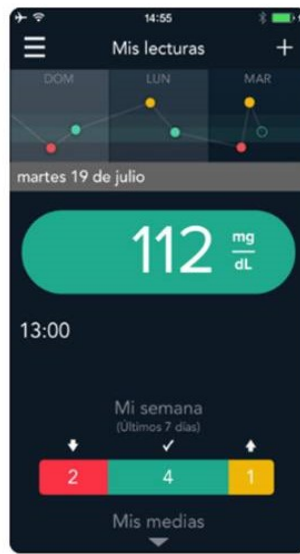 14:55
Mis lecturas
DOM LUN MAR
martes 19 de julio
112 mg
dL
13:00
Mi semana
(Últimos 7 días)
2 4 1
Mis medias